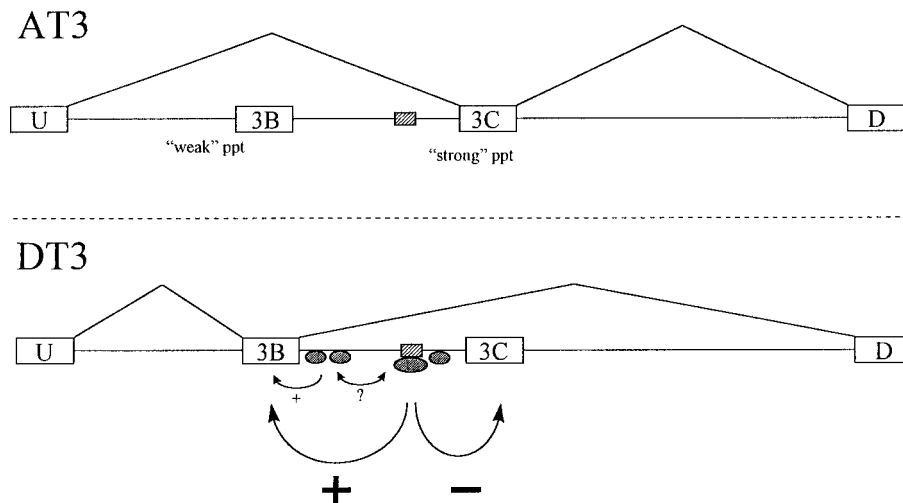 AT3
U 3B 3C D
“weak” ppt “strong” ppt
DT3
U 3B 3C D
+ ?
+ −